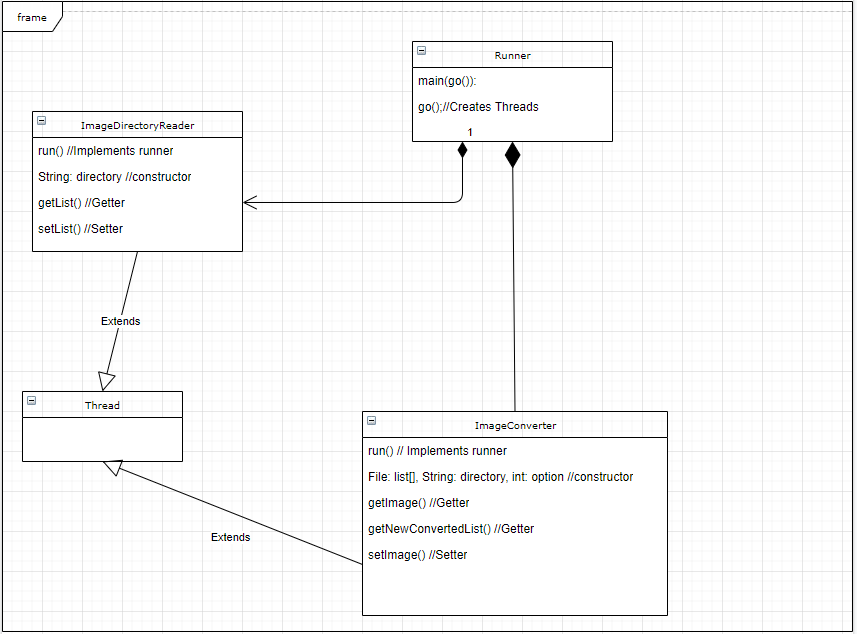 frame
Runner
main(go()):
go();//Creates Threads
1
ImageDirectoryReader
run() //Implements runner
String: directory //constructor
getList() //Getter
setList() //Setter
Extends
Thread
ImageConverter
run() // Implements runner
File: list[], String: directory, int: option //constructor
getImage() //Getter
getNewConvertedList() //Getter
setImage() //Setter
Extends